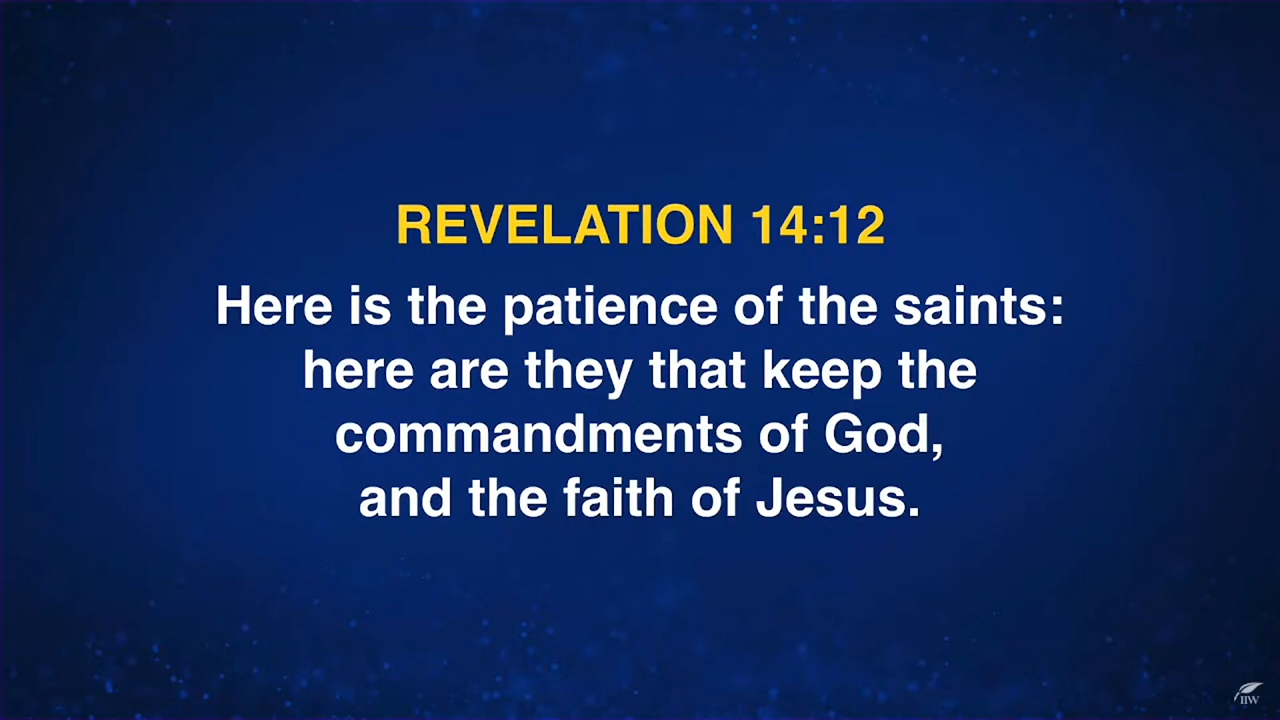 REVELATION 14:12
Here is the patience of the saints:
here are they that keep the
commandments of God,
and the faith of Jesus.
IIW